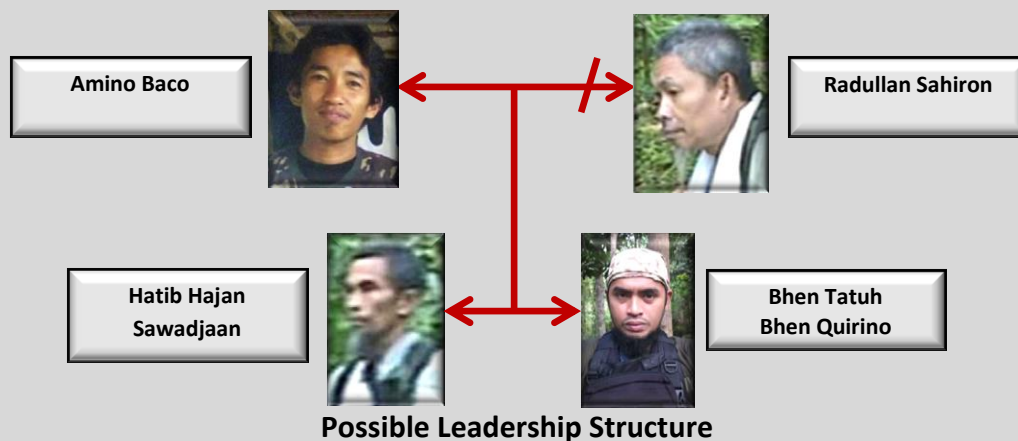 Amino Baco
Radullan Sahiron
Hatib Hajan
Sawadjaan
Bhen Tatuh
Bhen Quirino
Possible Leadership Structure